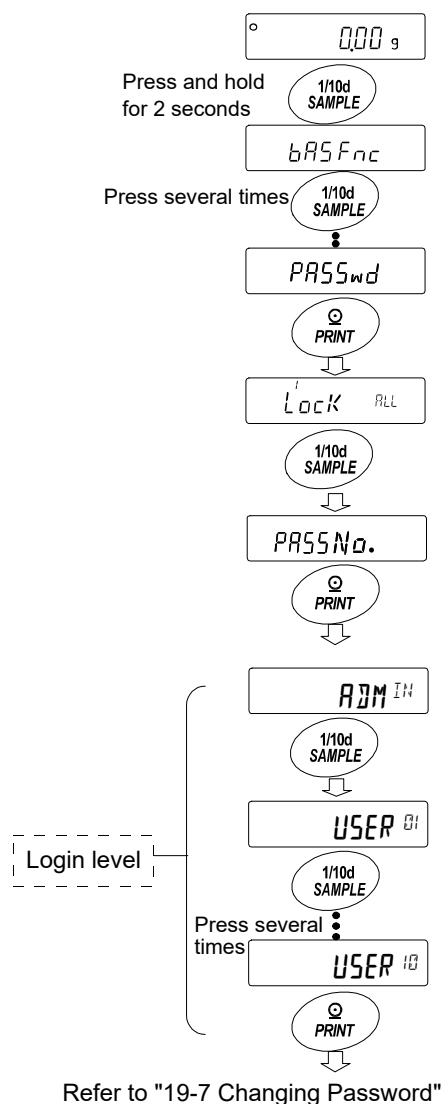 0.00 g
Press and hold
for 2 seconds
1/10d
SAMPLE
bASFnc
Press several times
1/10d
SAMPLE
PASSwd
PRINT
LocK ALL
1/10d
SAMPLE
PASSNo.
PRINT
ADMIN
1/10d
SAMPLE
USER 01
Login level
1/10d
SAMPLE
Press several
times
USER 10
PRINT
Refer to "19-7 Changing Password"